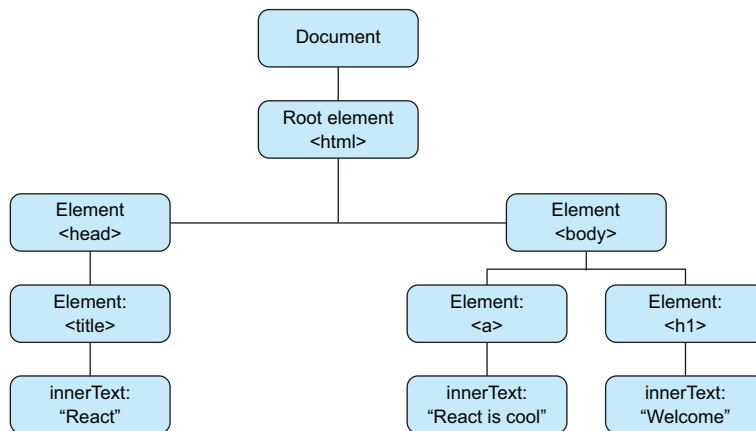 Document
Root element
<html>
Element
<head>
Element
<body>
Element:
<title>
Element:
<a>
Element:
<h1>
innerText:
“React”
innerText:
“React is cool”
innerText:
“Welcome”